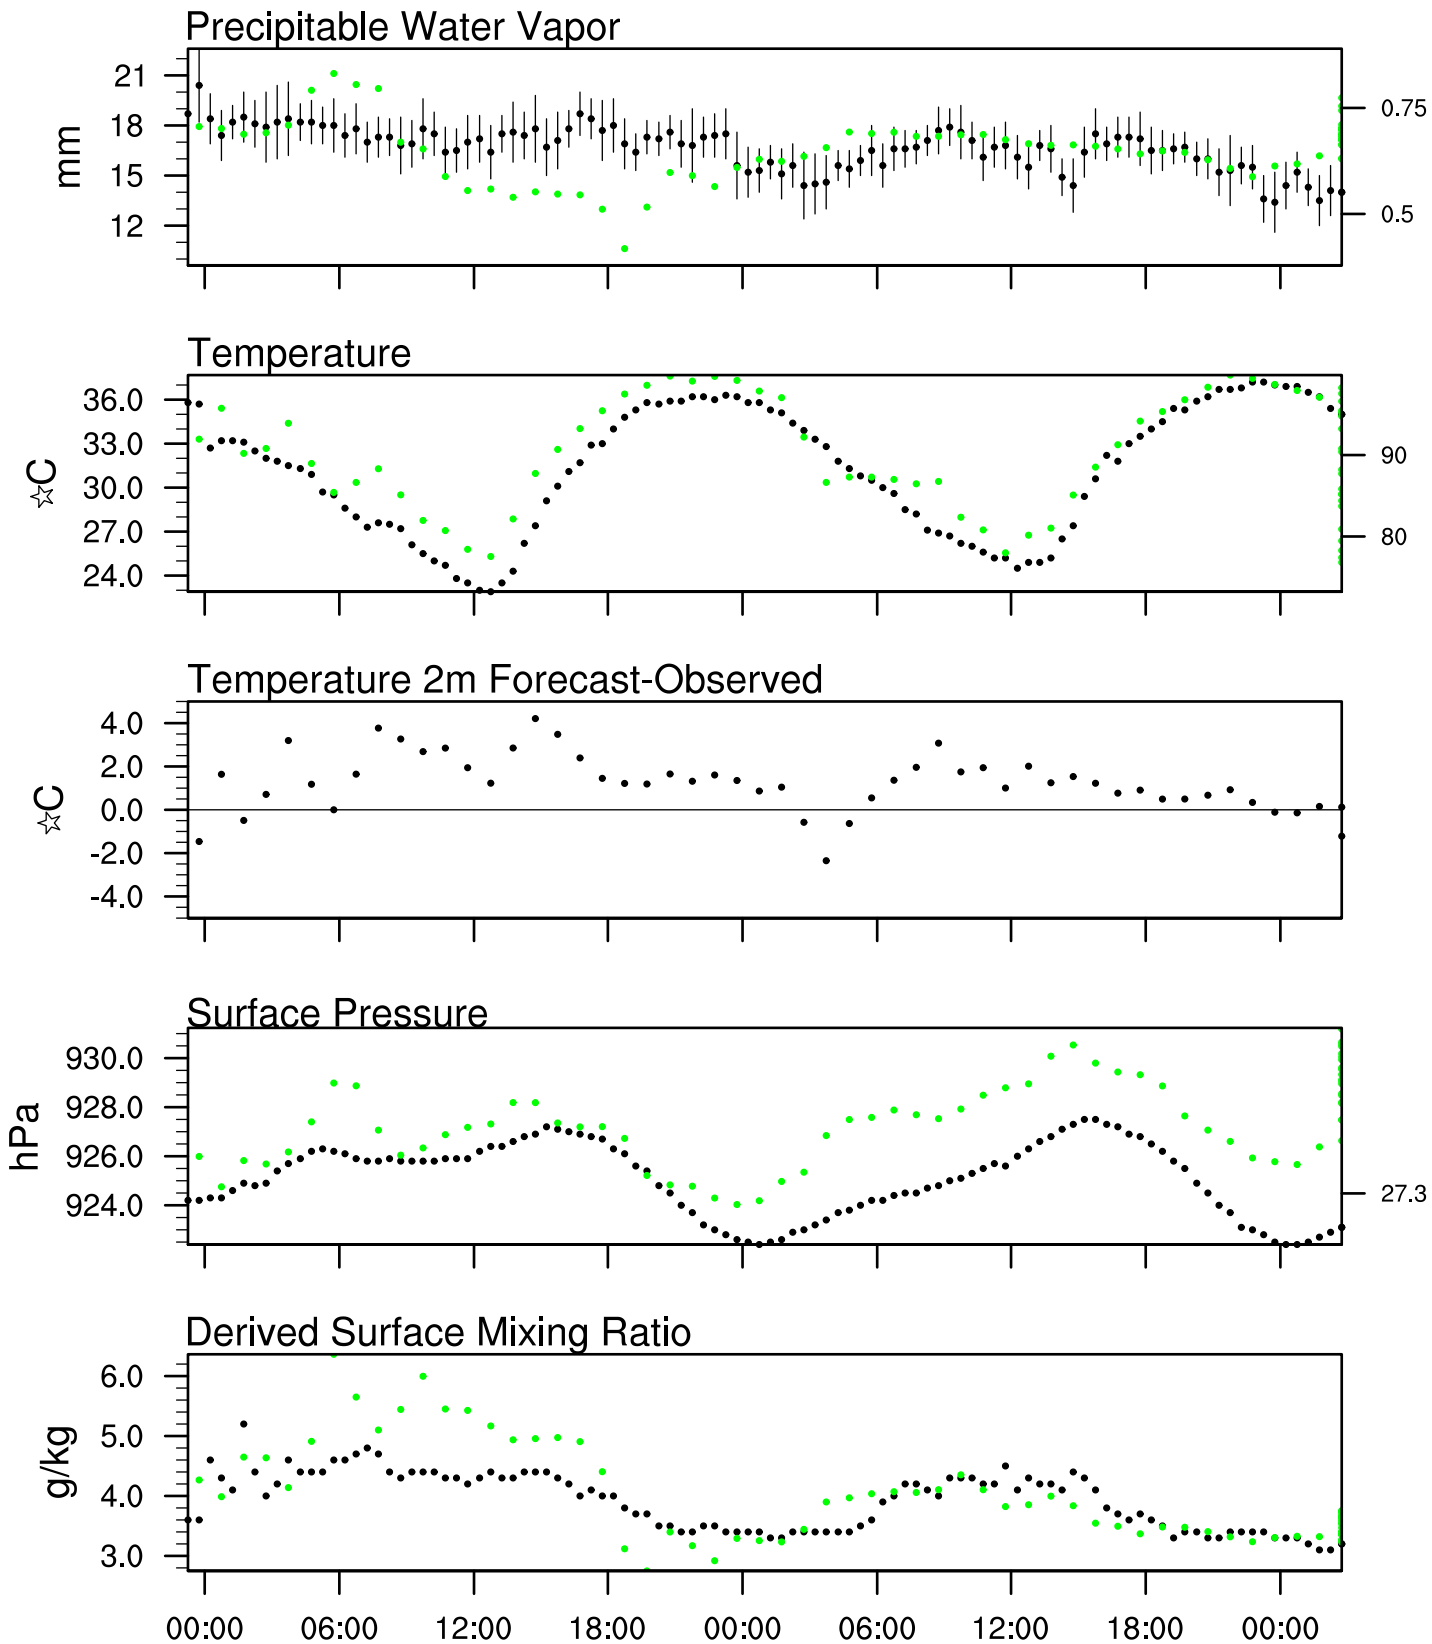 Precipitable Water Vapor
21
18
15
12
mm
0.75
0.5
Temperature
36.0
33.0
30.0
27.0
24.0
☆C
90
80
Temperature 2m Forecast-Observed
4.0
2.0
0.0
-2.0
-4.0
☆C
Surface Pressure
930.0
928.0
926.0
924.0
hPa
27.3
Derived Surface Mixing Ratio
6.0
5.0
4.0
3.0
g/kg
00:00 06:00 12:00 18:00 00:00 06:00 12:00 18:00 00:00